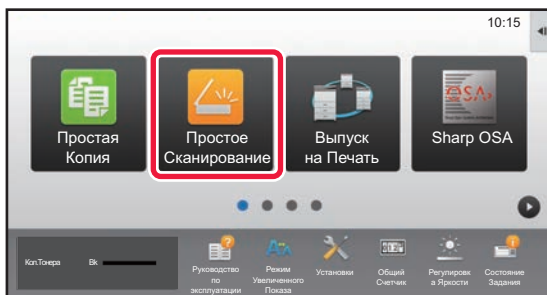 10:15
Простая
Копия
Простое
Сканирование
Выпуск
на Печать
OSA
Sharp OSA
Кол.Тонера
Bk
Руководство
по
эксплуатации
Режим
Увеличенного
Показа
Установки
Общий
Счетчик
Регулировк
а Яркости
Состояние
Задания